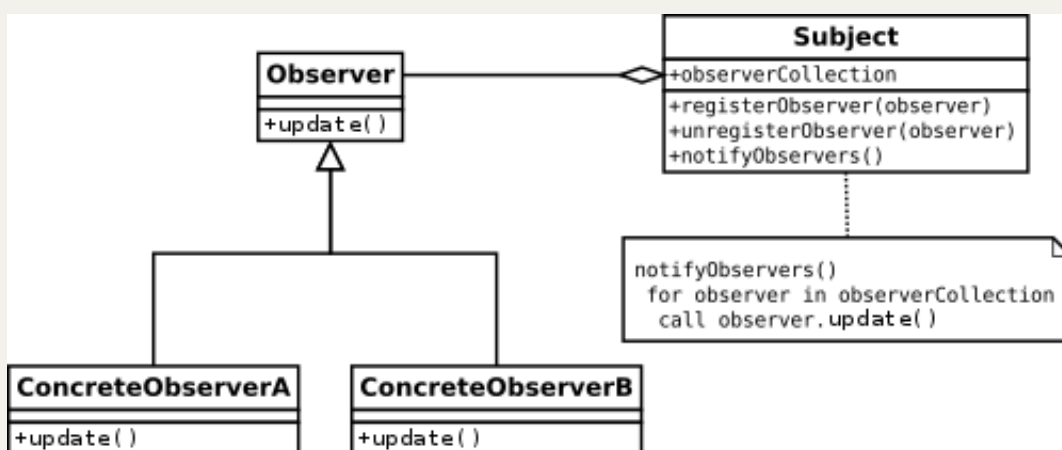 Observer
+update()
Subject
+observerCollection
+registerObserver(observer)
+unregisterObserver(observer)
+notifyObservers()
notifyObservers()
for observer in observerCollection
call observer.update()
ConcreteObserverA
+update()
ConcreteObserverB
+update()